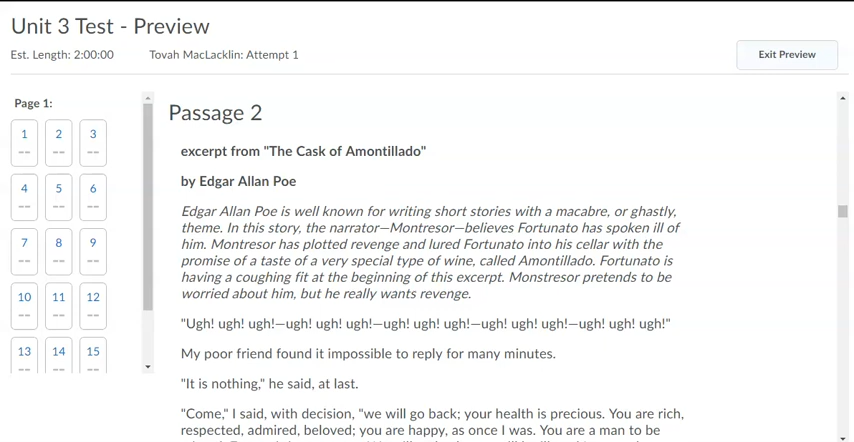 Unit 3 Test - Preview
Est. Length: 2:00:00 Tovah MacLacklin: Attempt 1
Exit Preview
Page 1:
1 2 3
-- -- --
4 5 6
-- -- --
7 8 9
-- -- --
10 11 12
-- -- --
13 14 15
-- -- --
Passage 2
excerpt from "The Cask of Amontillado"
by Edgar Allan Poe
Edgar Allan Poe is well known for writing short stories with a macabre, or ghastly,
theme. In this story, the narrator—Montresor—believes Fortunato has spoken ill of
him. Montresor has plotted revenge and lured Fortunato into his cellar with the
promise of a taste of a very special type of wine, called Amontillado. Fortunato is
having a coughing fit at the beginning of this excerpt. Monstresor pretends to be
worried about him, but he really wants revenge.
"Ugh! ugh! ugh!—ugh! ugh! ugh!—ugh! ugh! ugh!—ugh! ugh! ugh!—ugh! ugh! ugh!"
My poor friend found it impossible to reply for many minutes.
"It is nothing," he said, at last.
"Come," I said, with decision, "we will go back; your health is precious. You are rich,
respected, admired, beloved; you are happy, as once I was. You are a man to be